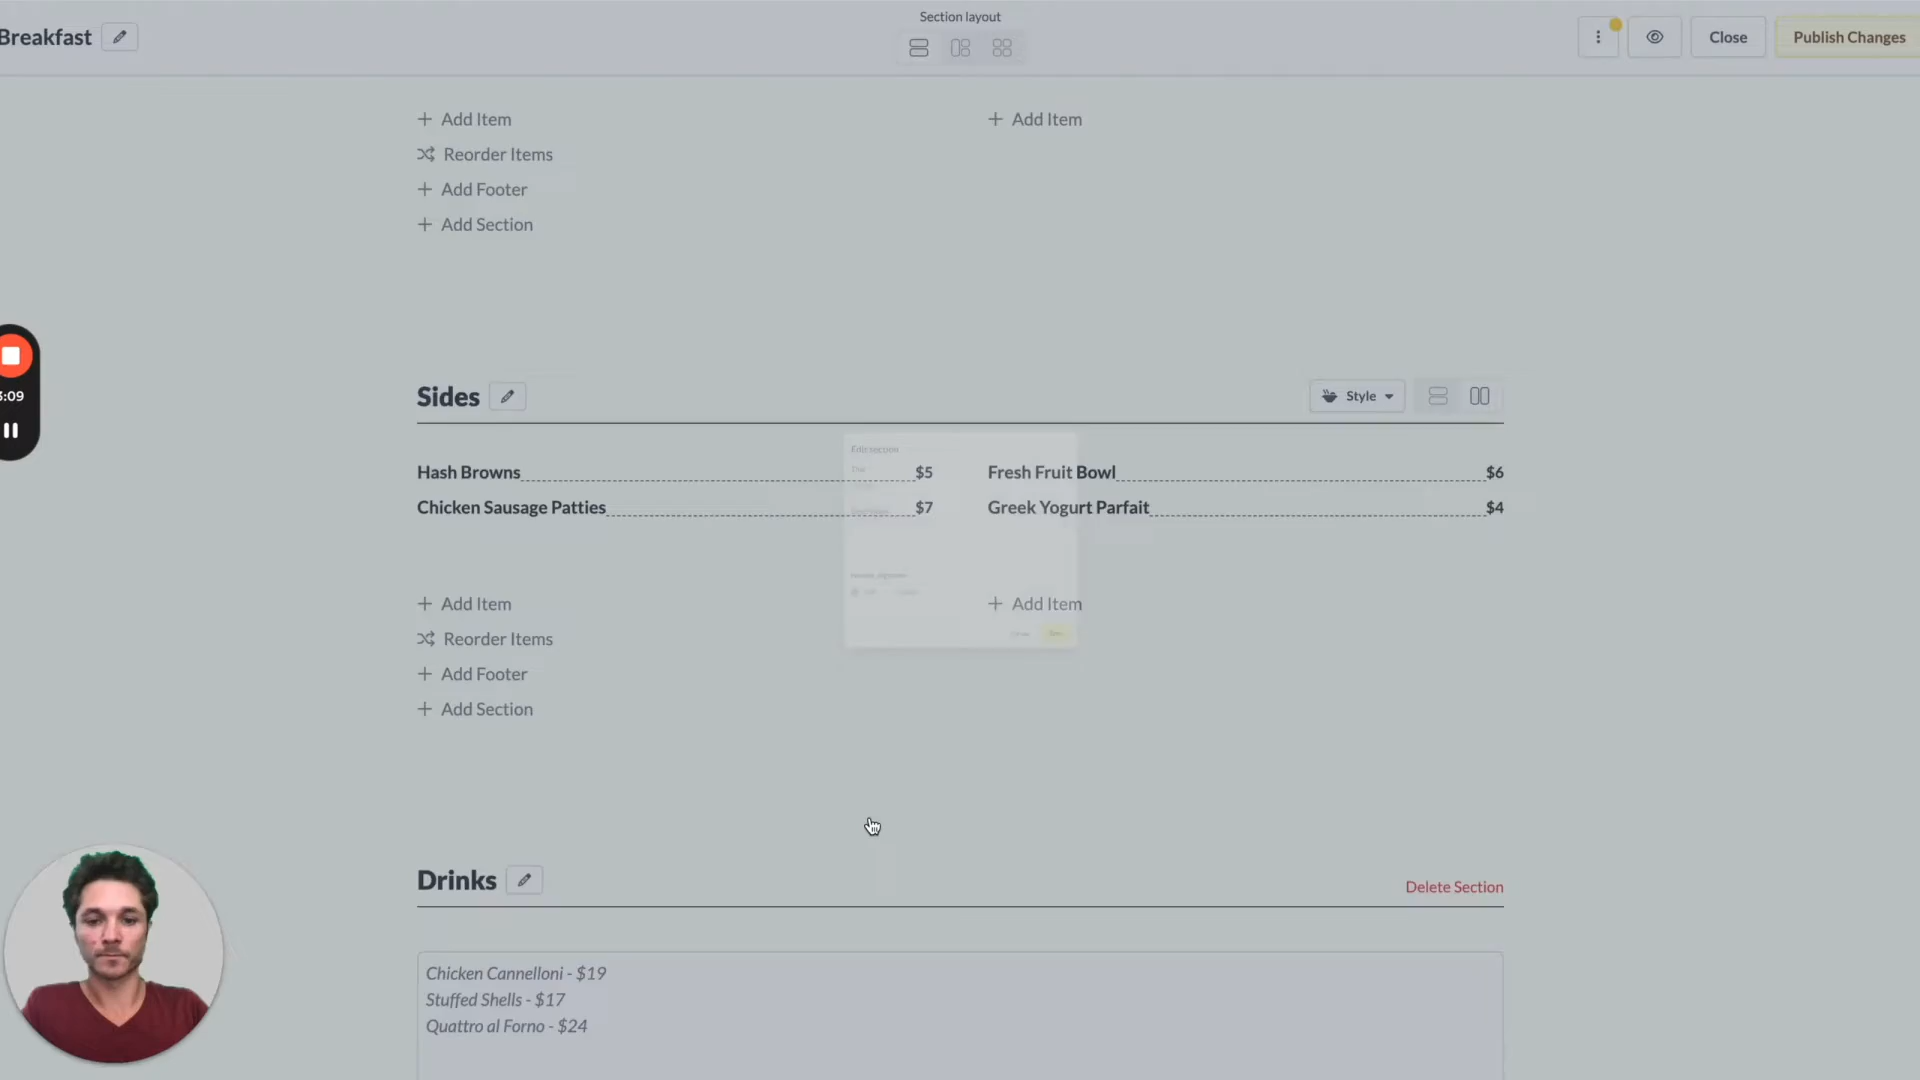 Breakfast
Section layout
Close
Publish Changes
+ Add Item
+ Add Item
Reorder Items
+ Add Footer
+ Add Section
:09
Sides
Style
Edit section
Hash Browns $5
Fresh Fruit Bowl $6
Chicken Sausage Patties $7
Greek Yogurt Parfait $4
+ Add Item
+ Add Item
Reorder Items
+ Add Footer
+ Add Section
Drinks
Delete Section
Chicken Cannelloni - $19
Stuffed Shells - $17
Quattro al Forno - $24